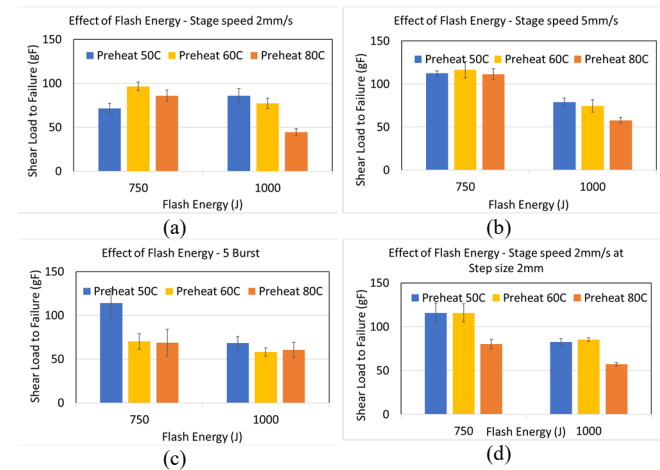 Effect of Flash Energy - Stage speed 2mm/s
150
Preheat 50C Preheat 60C Preheat 80C
100
50
0
Shear Load to Failure (gF)
750 1000
Flash Energy (J)
(a)
Effect of Flash Energy - Stage speed 5mm/s
150
Preheat 50C Preheat 60C Preheat 80C
100
50
0
Shear Load to Failure (gF)
750 1000
Flash Energy (J)
(b)
Effect of Flash Energy - 5 Burst
150
Preheat 50C Preheat 60C Preheat 80C
100
50
0
Shear Load to Failure (gF)
750 1000
Flash Energy (J)
(c)
Effect of Flash Energy - Stage speed 2mm/s at
Step size 2mm
150
Preheat 50C Preheat 60C Preheat 80C
100
50
0
Shear Load to Failure (gF)
750 Flash Energy (J) 1000
(d)